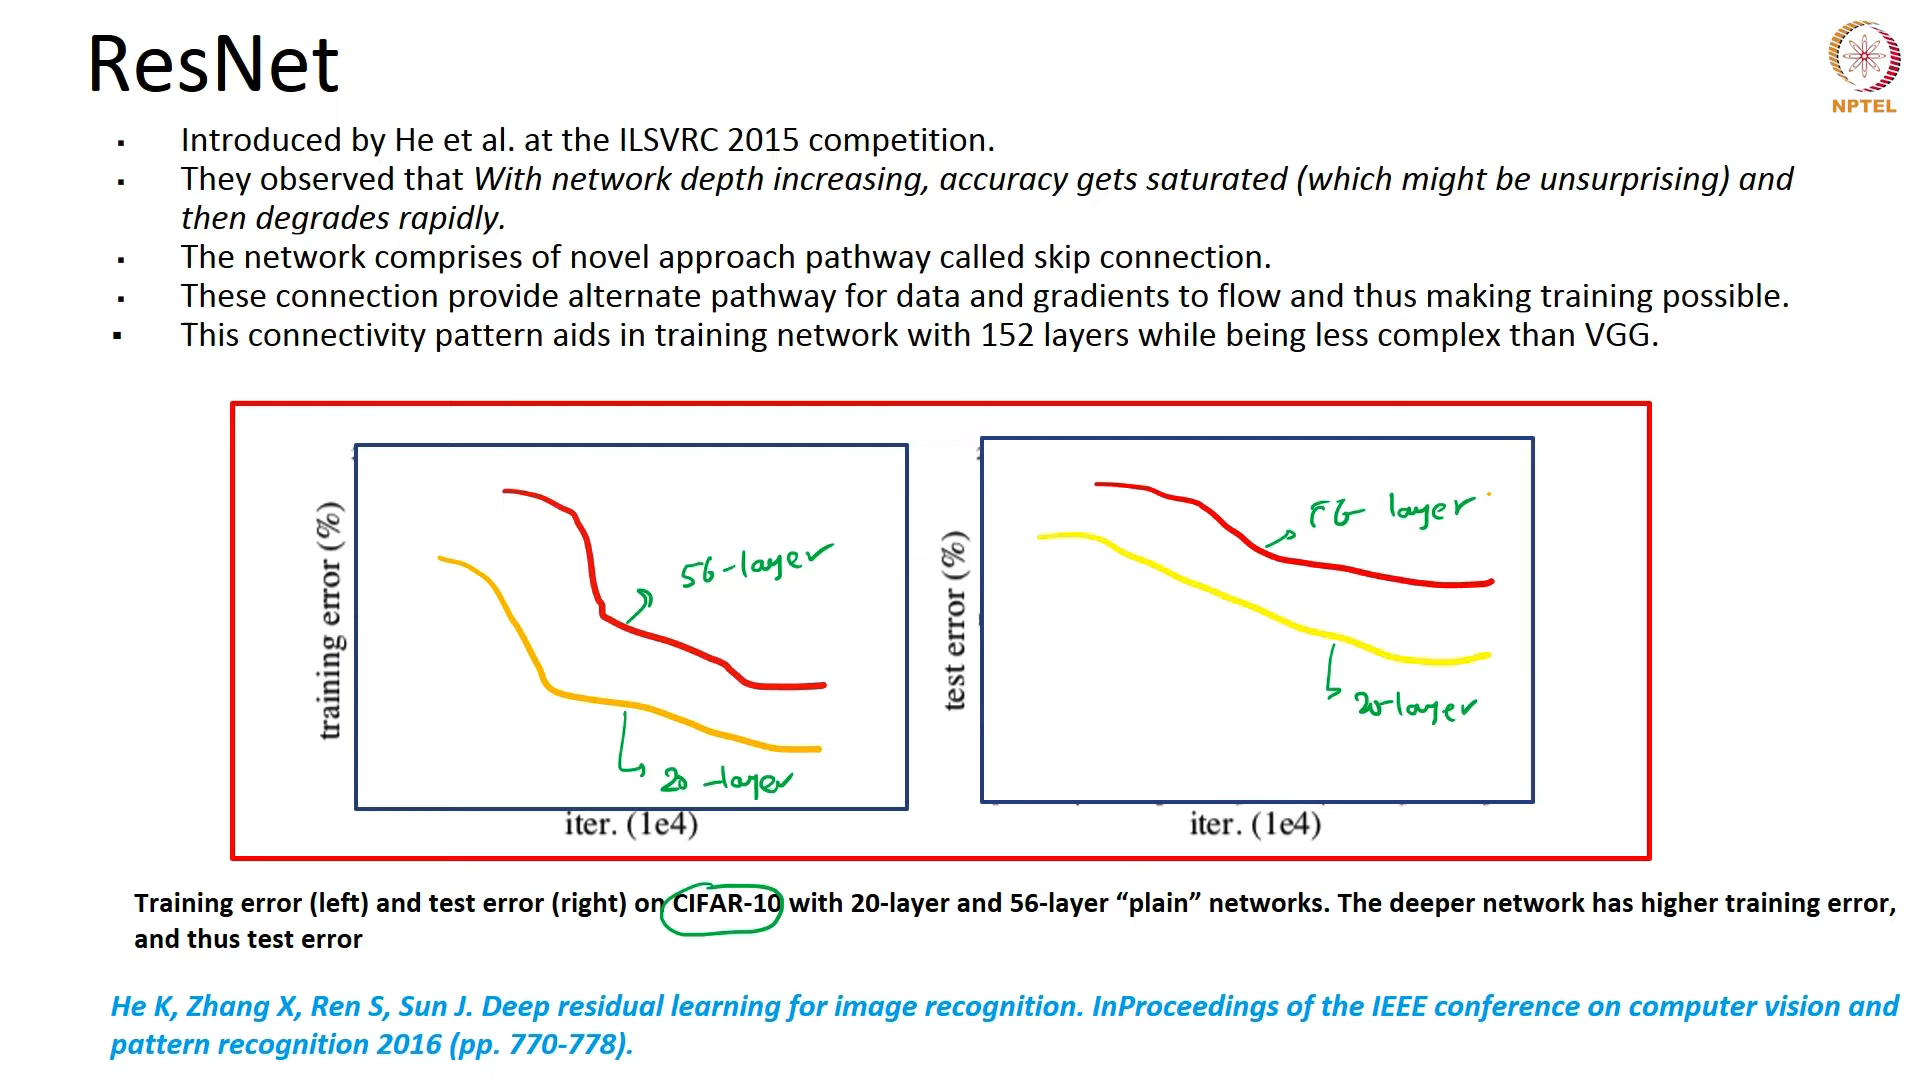 ResNet
NPTEL
▪ Introduced by He et al. at the ILSVRC 2015 competition.
▪ They observed that With network depth increasing, accuracy gets saturated (which might be unsurprising) and
then degrades rapidly.
▪ The network comprises of novel approach pathway called skip connection.
▪ These connection provide alternate pathway for data and gradients to flow and thus making training possible.
▪ This connectivity pattern aids in training network with 152 layers while being less complex than VGG.
training error (%)
56-layer
20-layer
iter. (1e4)
test error (%)
56 layer
20-layer
iter. (1e4)
Training error (left) and test error (right) on CIFAR-10 with 20-layer and 56-layer “plain” networks. The deeper network has higher training error,
and thus test error
He K, Zhang X, Ren S, Sun J. Deep residual learning for image recognition. InProceedings of the IEEE conference on computer vision and
pattern recognition 2016 (pp. 770-778).